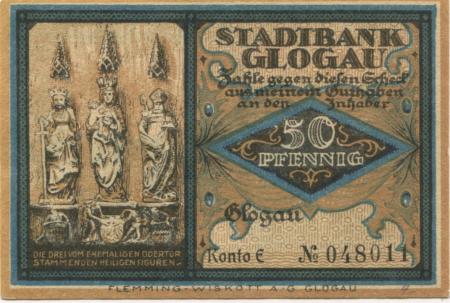 STADTBANK
GLOGAU
Zahle gegen diesen Scheck
aus meinem Guthaben
an den Inhaber
50
PFENNIG
Glogau
Konto C № 048011
DIE DREI VOM EHEMALIGEN ODERTOR
STAMMENDEN HEILIGEN FIGUREN.
FLEMMING-WISKOTT A.G. GLOGAU